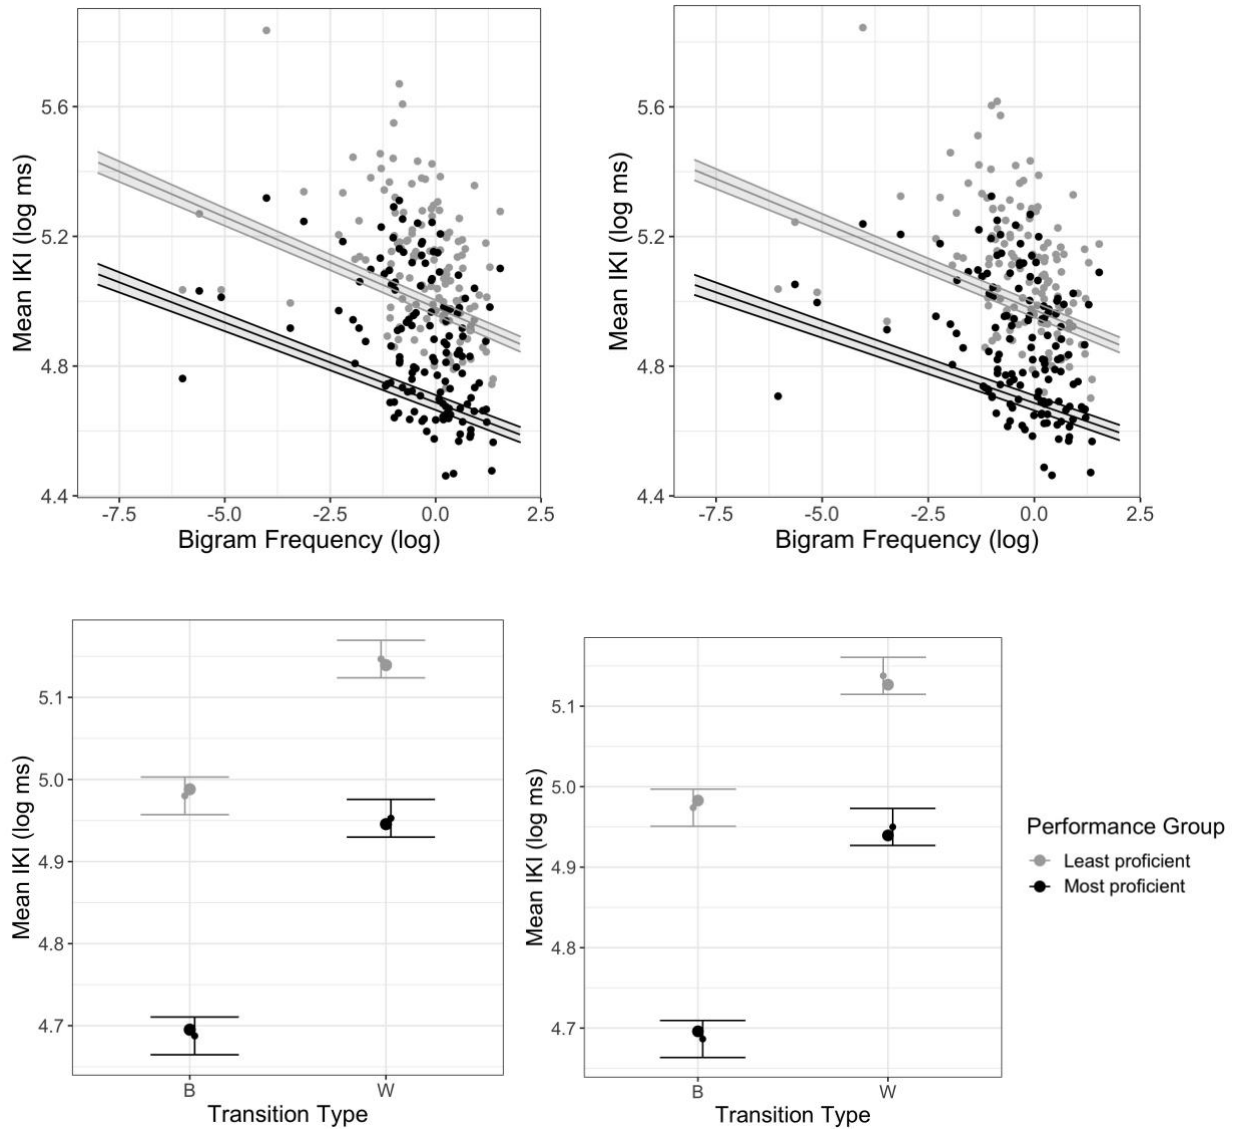 5.6
5.2
4.8
4.4
Mean IKI (log ms)
-7.5 -5.0 -2.5 0.0 2.5
Bigram Frequency (log)
5.6
5.2
4.8
4.4
Mean IKI (log ms)
-7.5 -5.0 -2.5 0.0 2.5
Bigram Frequency (log)
5.1
5.0
4.9
4.8
4.7
Mean IKI (log ms)
B W
Transition Type
5.1
5.0
4.9
4.8
4.7
Mean IKI (log ms)
B W
Transition Type
Performance Group
Least proficient
Most proficient